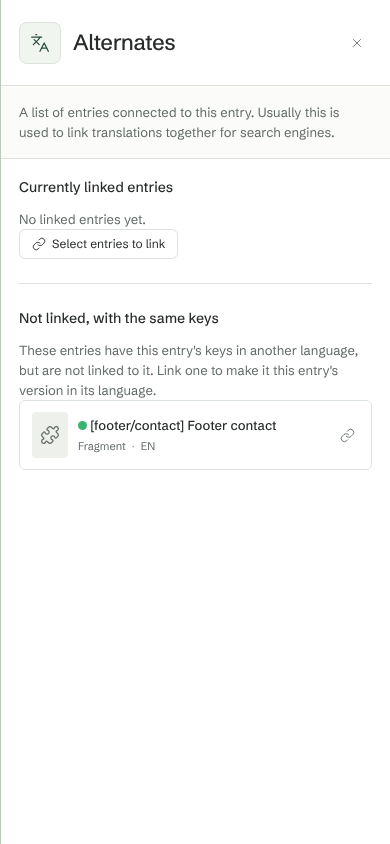 Alternates
A list of entries connected to this entry. Usually this is
used to link translations together for search engines.
Currently linked entries
No linked entries yet.
Select entries to link
Not linked, with the same keys
These entries have this entry's keys in another language,
but are not linked to it. Link one to make it this entry's
version in its language.
[footer/contact] Footer contact
Fragment · EN